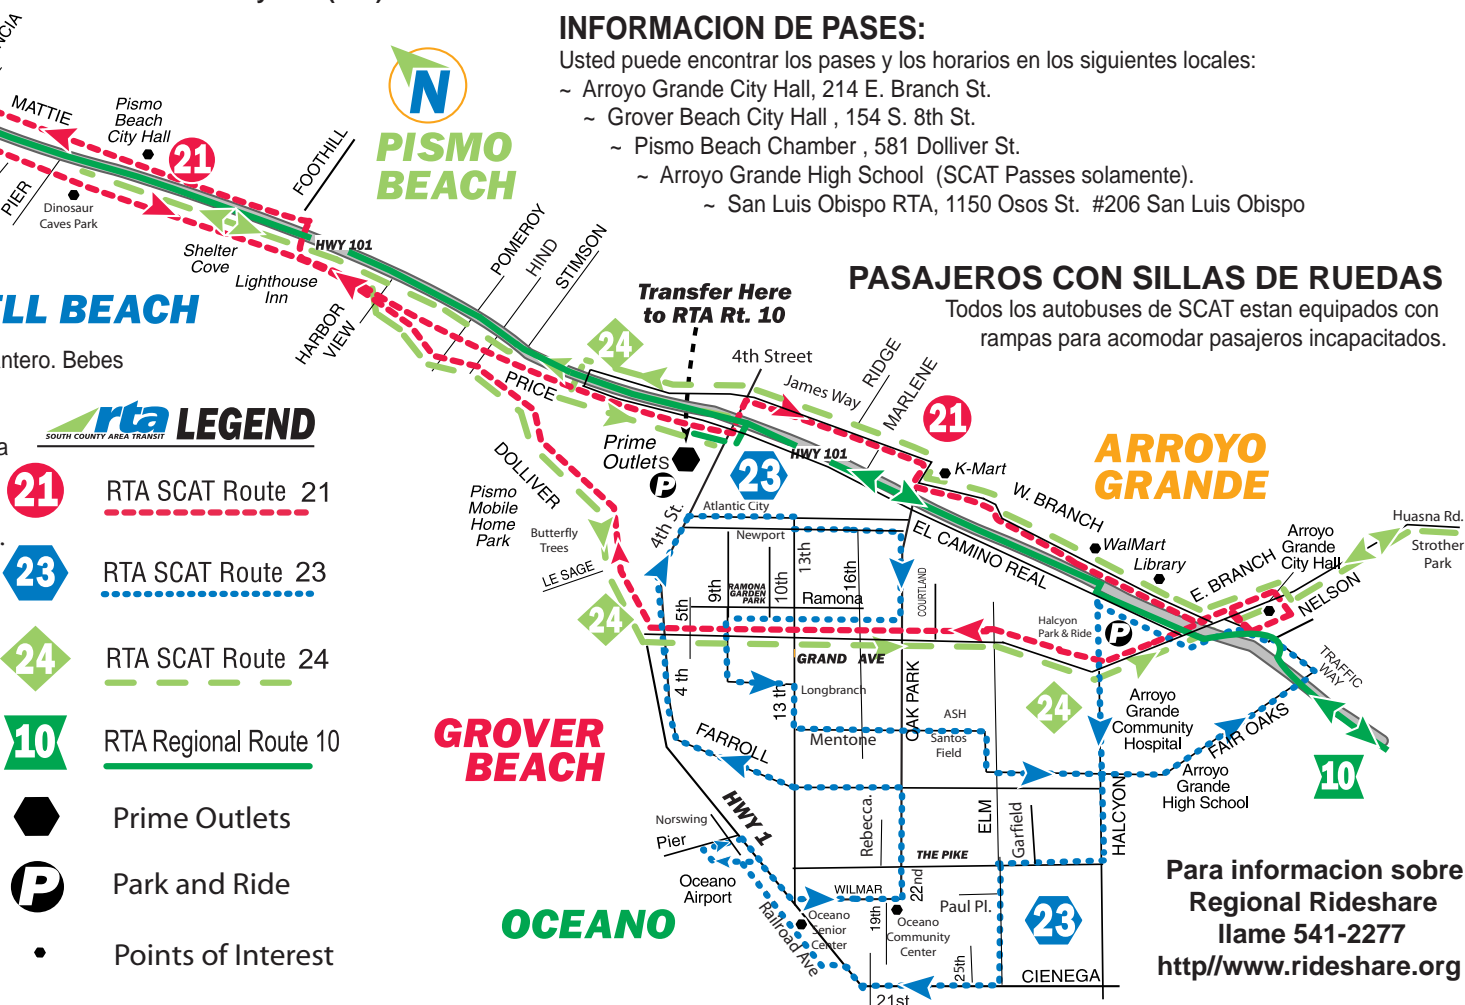 INFORMACION DE PASES:
Usted puede encontrar los pases y los horarios en los siguientes locales:
~ Arroyo Grande City Hall, 214 E. Branch St.
~ Grover Beach City Hall , 154 S. 8th St.
~ Pismo Beach Chamber , 581 Dolliver St.
~ Arroyo Grande High School (SCAT Passes solamente).
~ San Luis Obispo RTA, 1150 Osos St. #206 San Luis Obispo
PASAJEROS CON SILLAS DE RUEDAS
Todos los autobuses de SCAT estan equipados con
rampas para acomodar pasajeros incapacitados.
N
PISMO
BEACH
MATTIE
Pismo
Beach
City Hall
21
FOOTHILL
PIER
Dinosaur
Caves Park
Shelter
Cove
Lighthouse
Inn
HWY 101
HARBOR
VIEW
POMEROY
HIND
STIMSON
LL BEACH
ntero. Bebes
Transfer Here
to RTA Rt. 10
24
4th Street
James Way
RIDGE
MARLENE
21
PRICE
Prime
Outlets
P
HWY 101
23
K-Mart
W. BRANCH
ARROYO
GRANDE
DOLLIVER
Pismo
Mobile
Home
Park
Butterfly
Trees
LE SAGE
24
4th St.
Atlantic City
Newport
EL CAMINO REAL
WalMart
Library
Huasna Rd.
Strother
Park
Arroyo
Grande
City Hall
E. BRANCH
NELSON
5th
9th
RAMONA
GARDEN
PARK
10th
13th
16th
Ramona
COURTLAND
Halcyon
Park & Ride
P
TRAFFIC
WAY
GRAND AVE
4 th
13 th
Longbranch
OAK PARK
24
Arroyo
Grande
Community
Hospital
FAIR OAKS
GROVER
BEACH
FARROLL
Mentone
ASH
Santos
Field
Arroyo
Grande
High School
10
HWY 1
Norswing
Pier
Rebecca.
ELM
Garfield
HALCYON
THE PIKE
Oceano
Airport
WILMAR
22nd
Paul Pl.
23
OCEANO
Railroad Ave
Oceano
Senior
Center
19th
Oceano
Community
Center
25th
CIENEGA
21st
Para informacion sobre
Regional Rideshare
llame 541-2277
http//www.rideshare.org
rta LEGEND
SOUTH COUNTY AREA TRANSIT
a
21 RTA SCAT Route 21
.
23 RTA SCAT Route 23
24 RTA SCAT Route 24
10 RTA Regional Route 10
Prime Outlets
P Park and Ride
Points of Interest